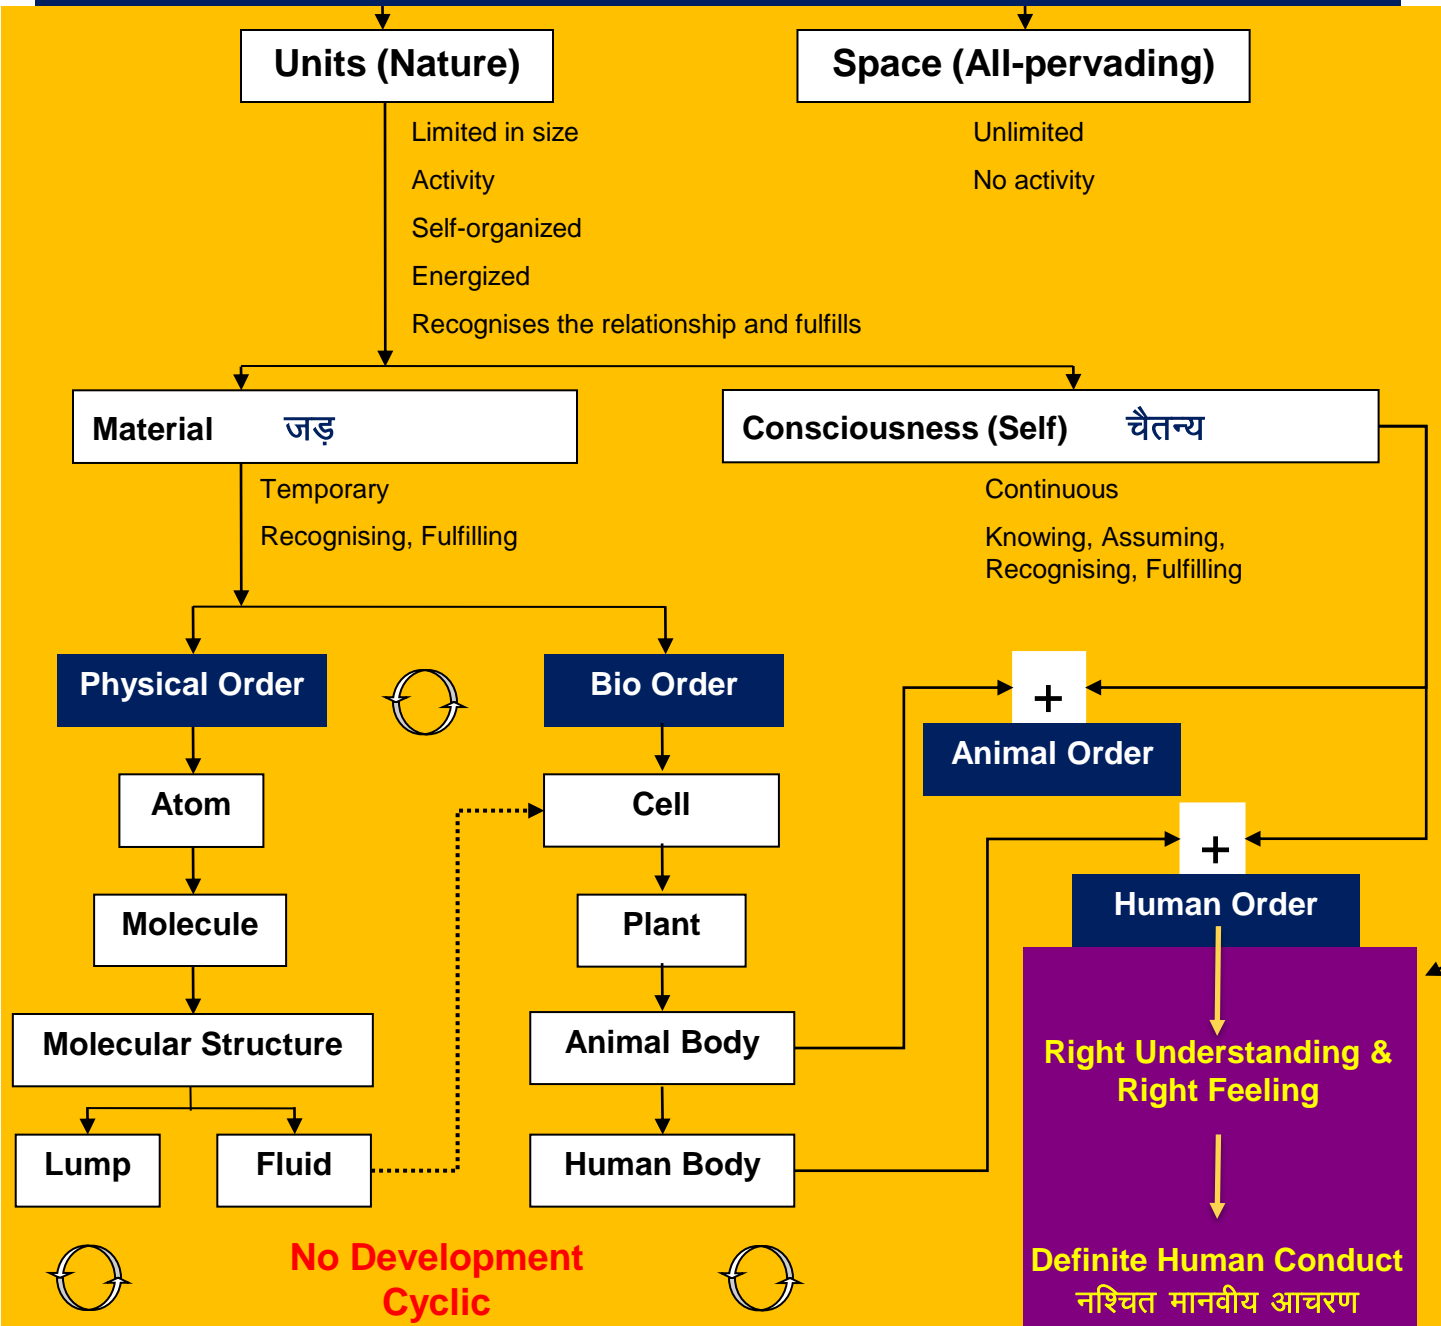 Units (Nature)
Space (All-pervading)
Limited in size
Unlimited
Activity
No activity
Self-organized
Energized
Recognises the relationship and fulfills
Material जड़
Consciousness (Self) चैतन्य
Temporary
Continuous
Recognising, Fulfilling
Knowing, Assuming,
Recognising, Fulfilling
Physical Order
Bio Order
+
Animal Order
Atom
Cell
+
Human Order
Molecule
Plant
Molecular Structure
Animal Body
Right Understanding &
Right Feeling
Lump
Fluid
Human Body
No Development
Cyclic
Definite Human Conduct
निश्चित मानवीय आचरण